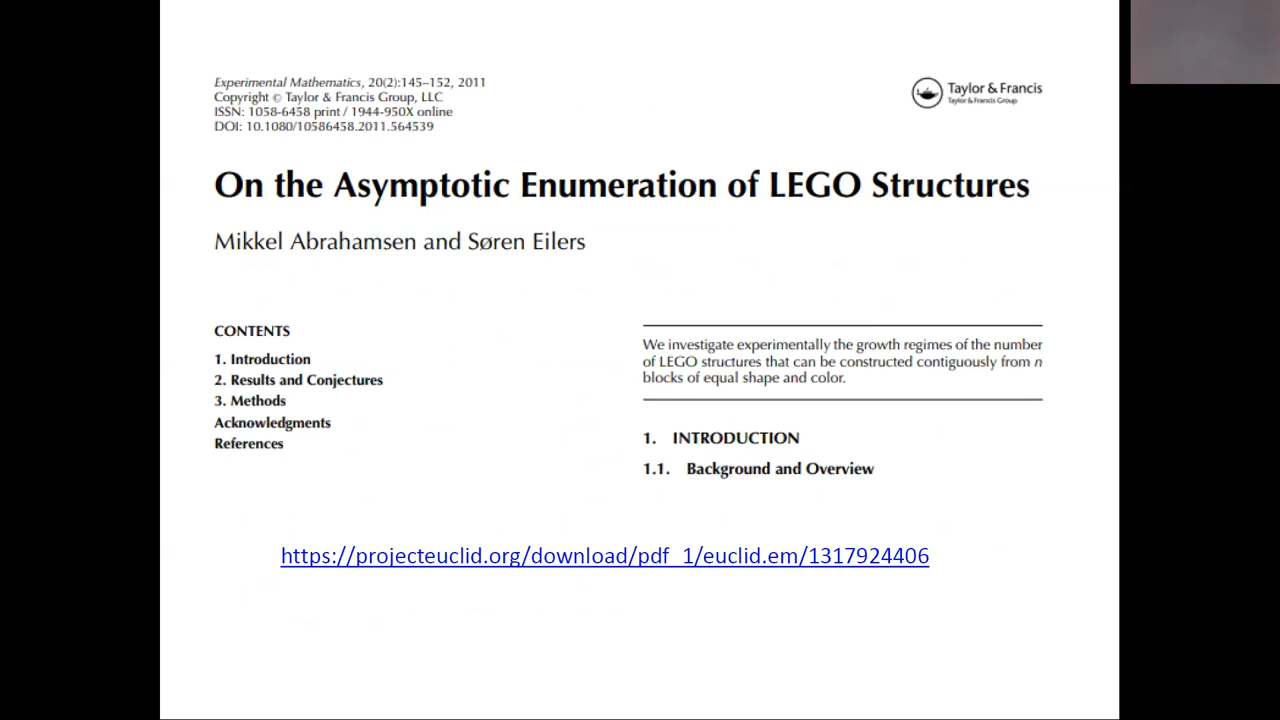 Experimental Mathematics, 20(2):145–152, 2011
Copyright © Taylor & Francis Group, LLC
ISSN: 1058-6458 print / 1944-950X online
DOI: 10.1080/10586458.2011.564539
Taylor & Francis
Taylor & Francis Group
On the Asymptotic Enumeration of LEGO Structures
Mikkel Abrahamsen and Søren Eilers
CONTENTS
1. Introduction
2. Results and Conjectures
3. Methods
Acknowledgments
References
We investigate experimentally the growth regimes of the number
of LEGO structures that can be constructed contiguously from n
blocks of equal shape and color.
1. INTRODUCTION
1.1. Background and Overview
https://projecteuclid.org/download/pdf_1/euclid.em/1317924406